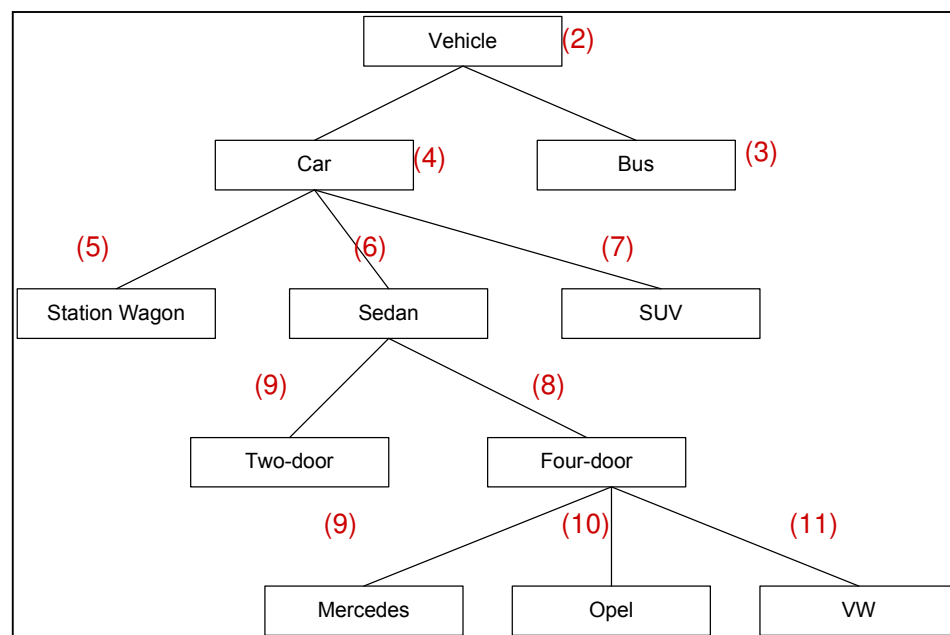 Vehicle (2)
Car (4)
Bus (3)
(5) (6) (7)
Station Wagon
Sedan
SUV
(9) (8)
Two-door
Four-door
(9) (10) (11)
Mercedes
Opel
VW